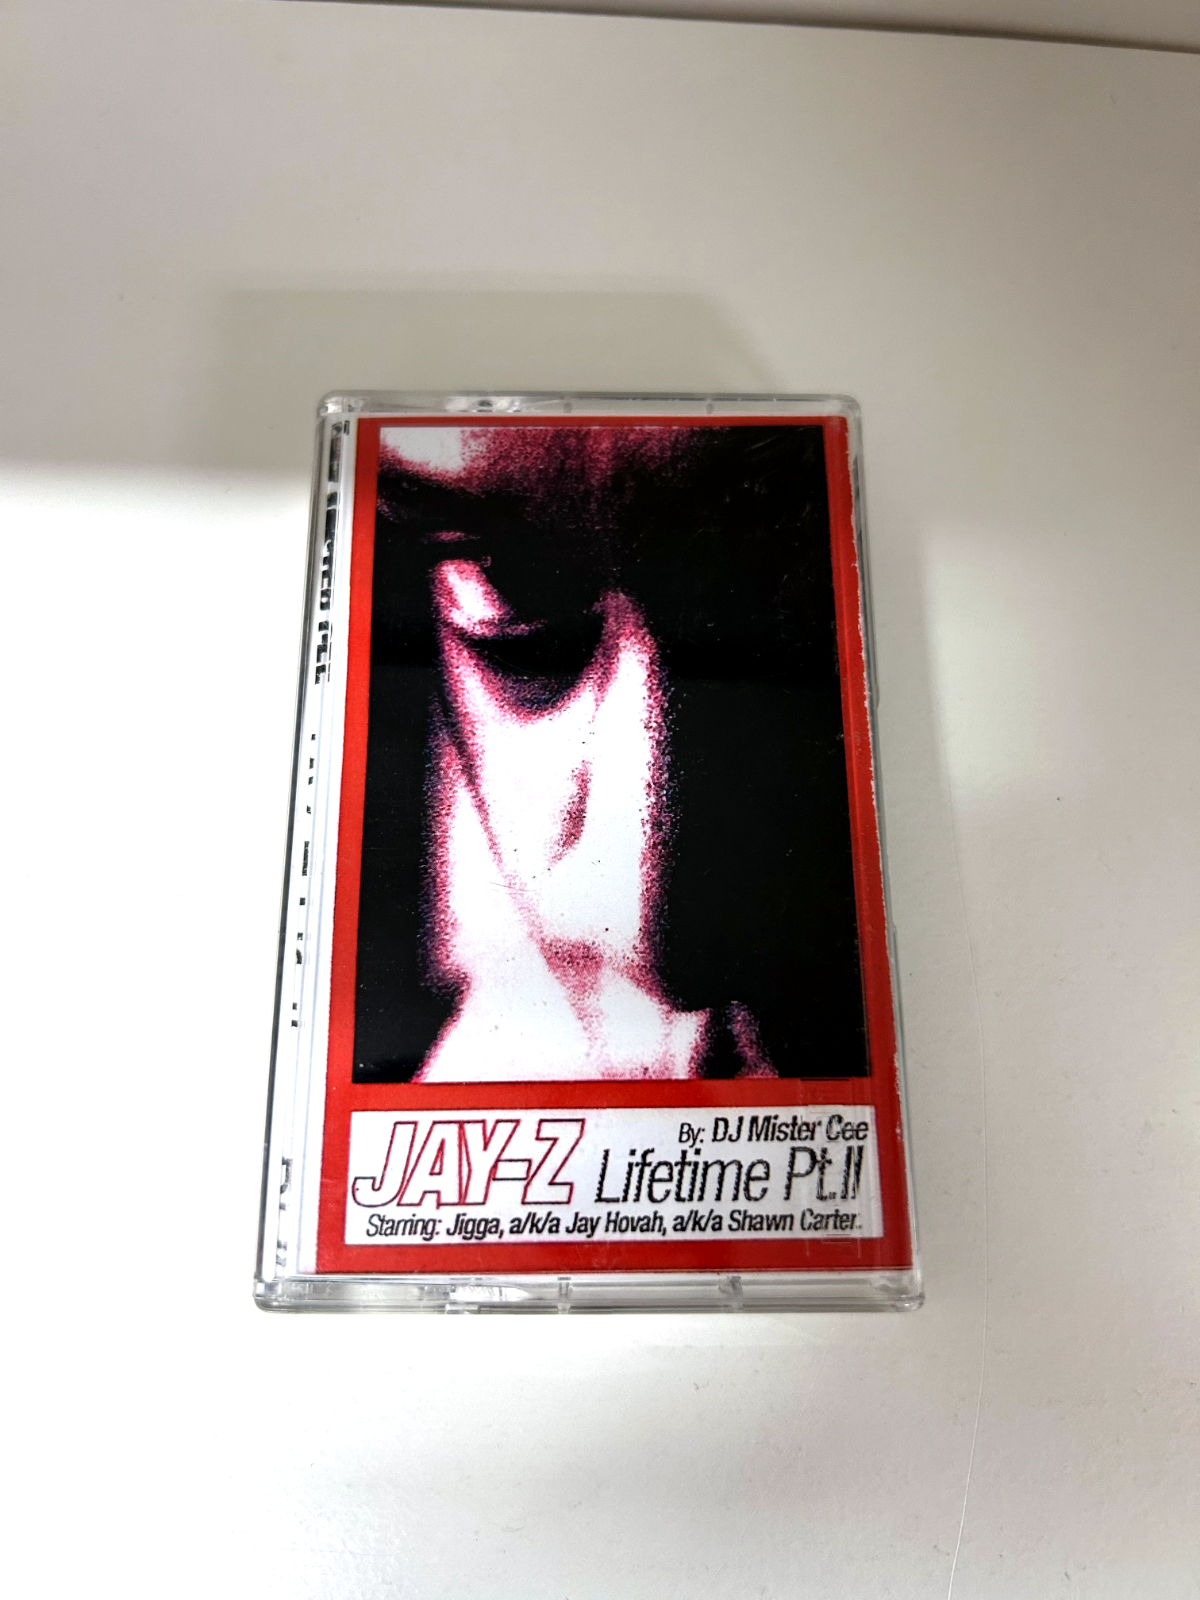 JAY-Z
By: DJ Mister Cee
Lifetime Pt.II
Starring: Jigga, a/k/a Jay Hovah, a/k/a Shawn Carter.